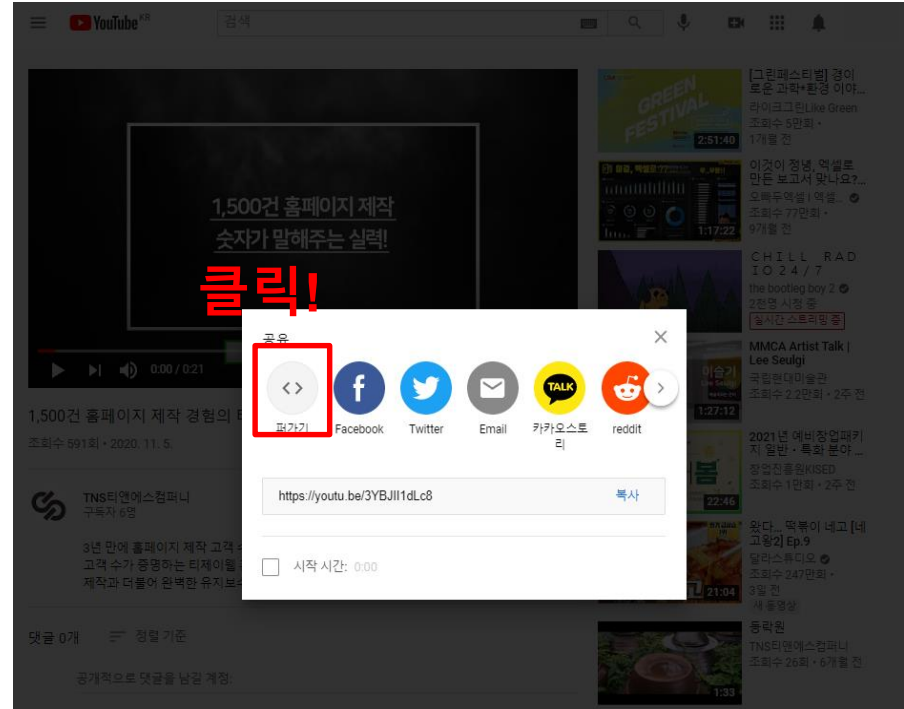 YouTube KR
검색
[그린페스티벌] 경이
로운 과학*환경 이야...
라이크그린Like Green
조회수 5만회 •
1개월 전
GREEN
FESTIVAL
2:51:40
1,500건 홈페이지 제작
숫자가 말해주는 실력!
이것이 정녕, 엑셀로
만든 보고서 맞나요?...
오빠두엑셀 l 엑셀...
조회수 77만회 •
9개월 전
1:17:22
C H I L L R A D
I O 2 4 / 7
the bootleg boy 2
2천명 시청 중
실시간 스트리밍 중
클릭!
0:00 / 0:21
MMCA Artist Talk |
Lee Seulgi
국립현대미술관
조회수 2.2만회 • 2주 전
이슬기
Lee Seulgi
1:27:12
공유
퍼가기
Facebook
Twitter
Email
TALK
카카오스토
리
reddit
https://youtu.be/3YBJII1dLc8
복사
시작 시간: 0:00
1,500건 홈페이지 제작 경험의
조회수 591회 • 2020. 11. 5.
TNS티앤에스컴퍼니
구독자 6명
3년 만에 홈페이지 제작 고객
고객 수가 증명하는 티제이웹
제작과 더불어 완벽한 유지보수
2021년 예비창업패키
지 일반 • 특화 분야 ...
창업진흥원KISED
조회수 1만회 • 2주 전
22:46
왔다... 떡볶이 네고 [네
고왕2] Ep.9
달라스튜디오
조회수 247만회 •
3일 전
새 동영상
21:04
댓글 0개
정렬 기준
공개적으로 댓글을 남길 계정:
동락원
TNS티앤에스컴퍼니
조회수 26회 • 6개월 전
1:33